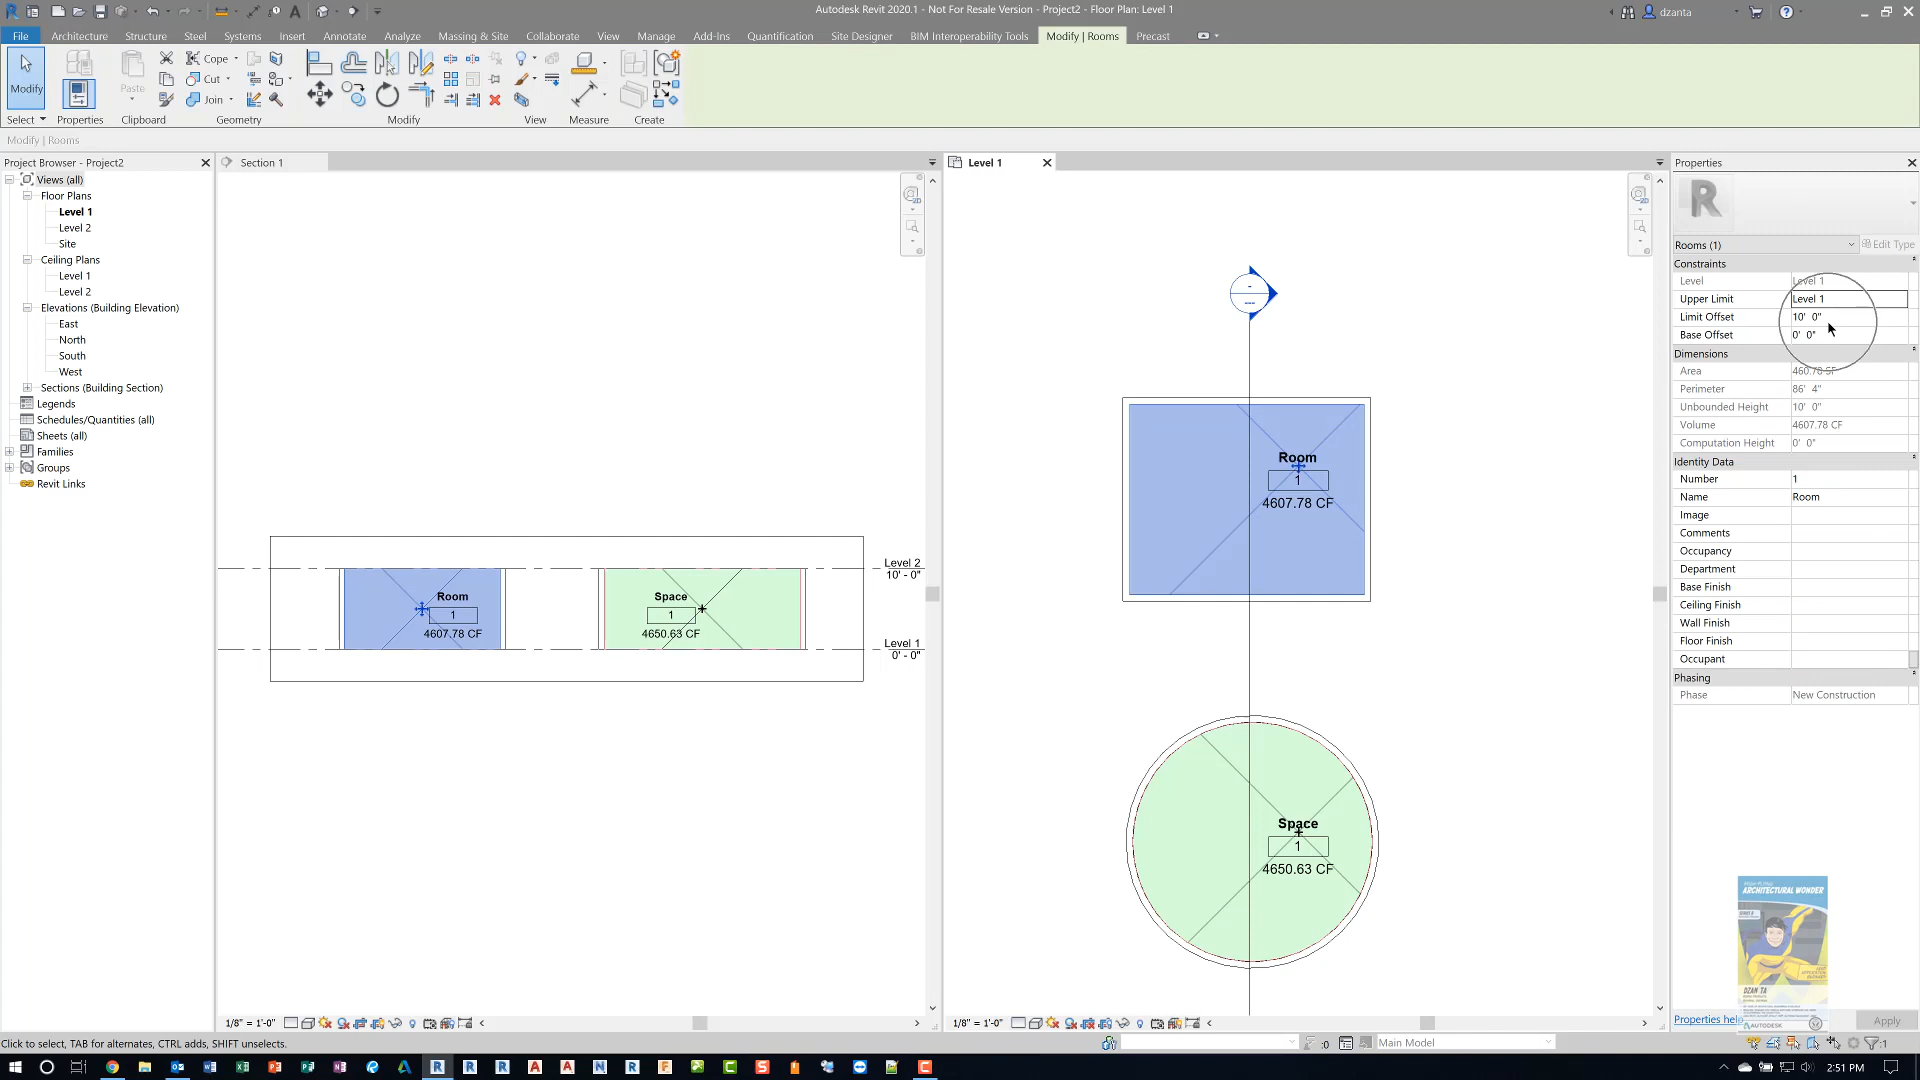 Autodesk Revit 2020.1 - Not For Resale Version - Project2 - Floor Plan: Level 1
dzanta
File Architecture Structure Steel Systems Insert Annotate Analyze Massing & Site Collaborate View Manage Add-Ins Quantification Site Designer BIM Interoperability Tools Modify | Rooms Precast
Modify
Paste
Cope
Cut
Join
Select Properties Clipboard Geometry Modify View Measure Create
Modify | Rooms
Project Browser - Project2
Views (all)
Floor Plans
Level 1
Level 2
Site
Ceiling Plans
Level 1
Level 2
Elevations (Building Elevation)
East
North
South
West
Sections (Building Section)
Legends
Schedules/Quantities (all)
Sheets (all)
Families
Groups
Revit Links
Section 1
Room
1
4607.78 CF
Space
1
4650.63 CF
Level 2
10' - 0"
Level 1
0' - 0"
1/8" = 1'-0"
Level 1
-
---
Room
1
4607.78 CF
Space
1
4650.63 CF
1/8" = 1'-0"
Properties
R
Rooms (1)
Edit Type
Constraints
Level Level 1
Upper Limit Level 1
Limit Offset 10' 0"
Base Offset 0' 0"
Dimensions
Area 460.78 SF
Perimeter 86' 4"
Unbounded Height 10' 0"
Volume 4607.78 CF
Computation Height 0' 0"
Identity Data
Number 1
Name Room
Image
Comments
Occupancy
Department
Base Finish
Ceiling Finish
Wall Finish
Floor Finish
Occupant
Phasing
Phase New Construction
ARCHITECTURAL WONDER
DZAN TA
AUTODESK
Properties help
Apply
Click to select, TAB for alternates, CTRL adds, SHIFT unselects.
:0
Main Model
:1
2:51 PM